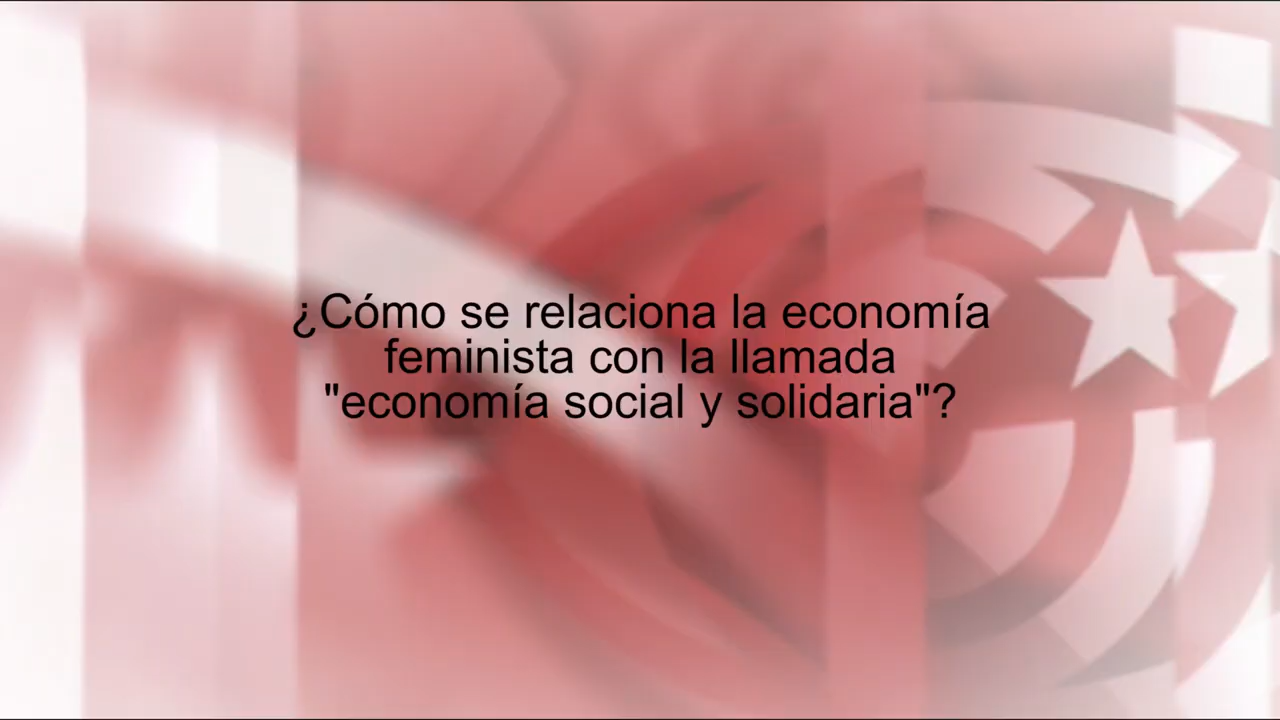 ¿Cómo se relaciona la economía
feminista con la llamada
"economía social y solidaria"?